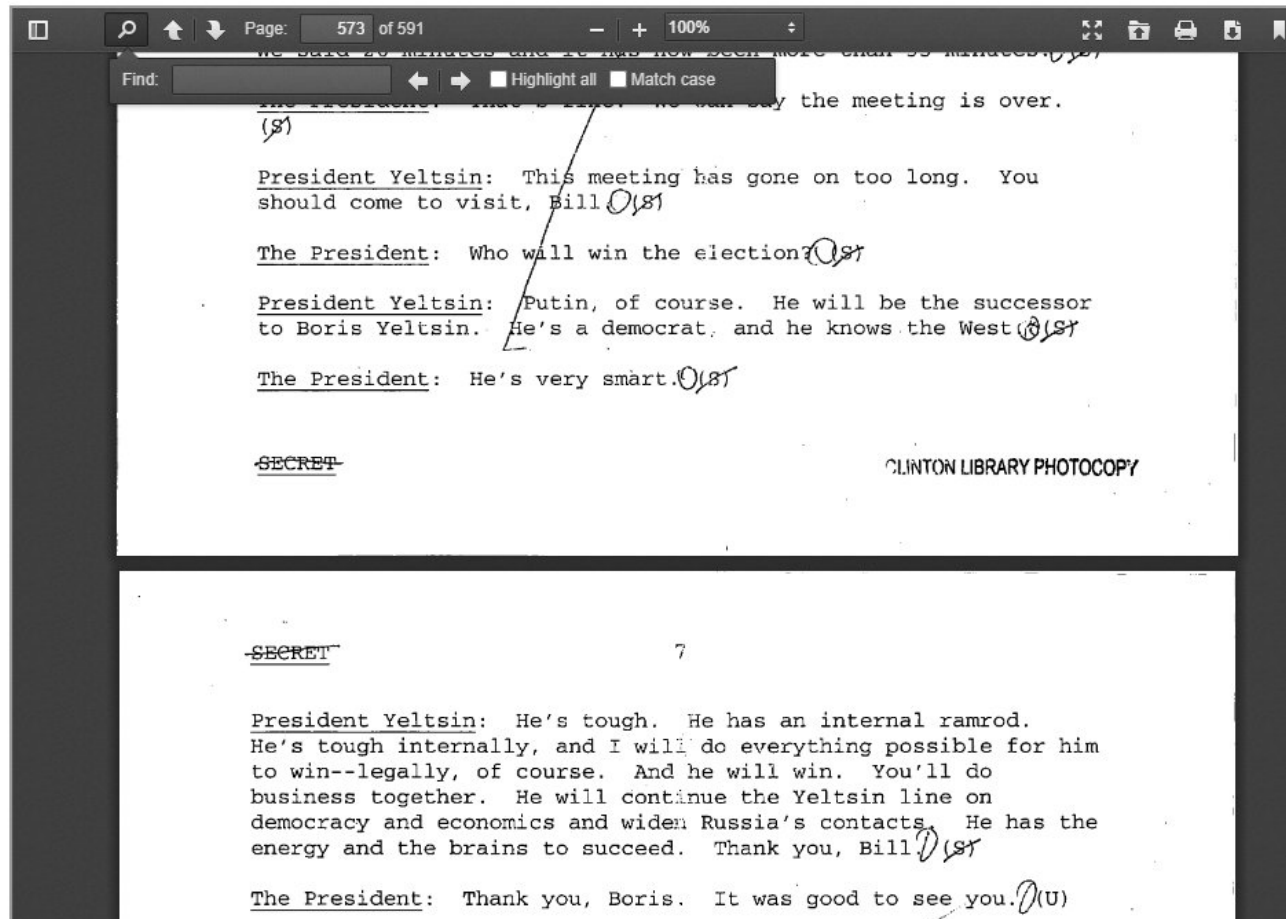 Page: 573 of 591 100%
Find: Highlight all Match case
the meeting is over.
(S)
President Yeltsin: This meeting has gone on too long. You
should come to visit, Bill. (S)
The President: Who will win the election? (S)
President Yeltsin: Putin, of course. He will be the successor
to Boris Yeltsin. He's a democrat, and he knows the West. (S)
The President: He's very smart. (S)
SECRET
CLINTON LIBRARY PHOTOCOPY
SECRET 7
President Yeltsin: He's tough. He has an internal ramrod.
He's tough internally, and I will do everything possible for him
to win--legally, of course. And he will win. You'll do
business together. He will continue the Yeltsin line on
democracy and economics and widen Russia's contacts. He has the
energy and the brains to succeed. Thank you, Bill. (S)
The President: Thank you, Boris. It was good to see you. (U)